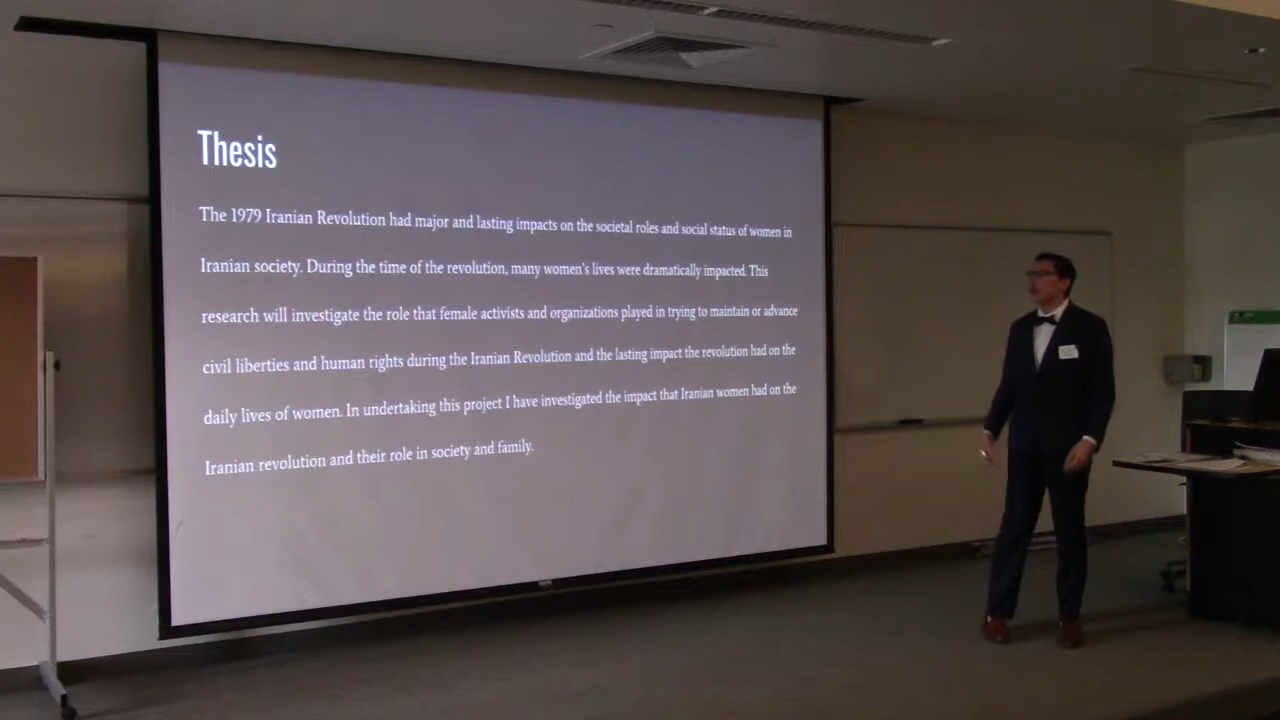 Thesis
The 1979 Iranian Revolution had major and lasting impacts on the societal roles and social status of women in
Iranian society. During the time of the revolution, many women's lives were dramatically impacted. This
research will investigate the role that female activists and organizations played in trying to maintain or advance
civil liberties and human rights during the Iranian Revolution and the lasting impact the revolution had on the
daily lives of women. In undertaking this project I have investigated the impact that Iranian women had on the
Iranian revolution and their role in society and family.